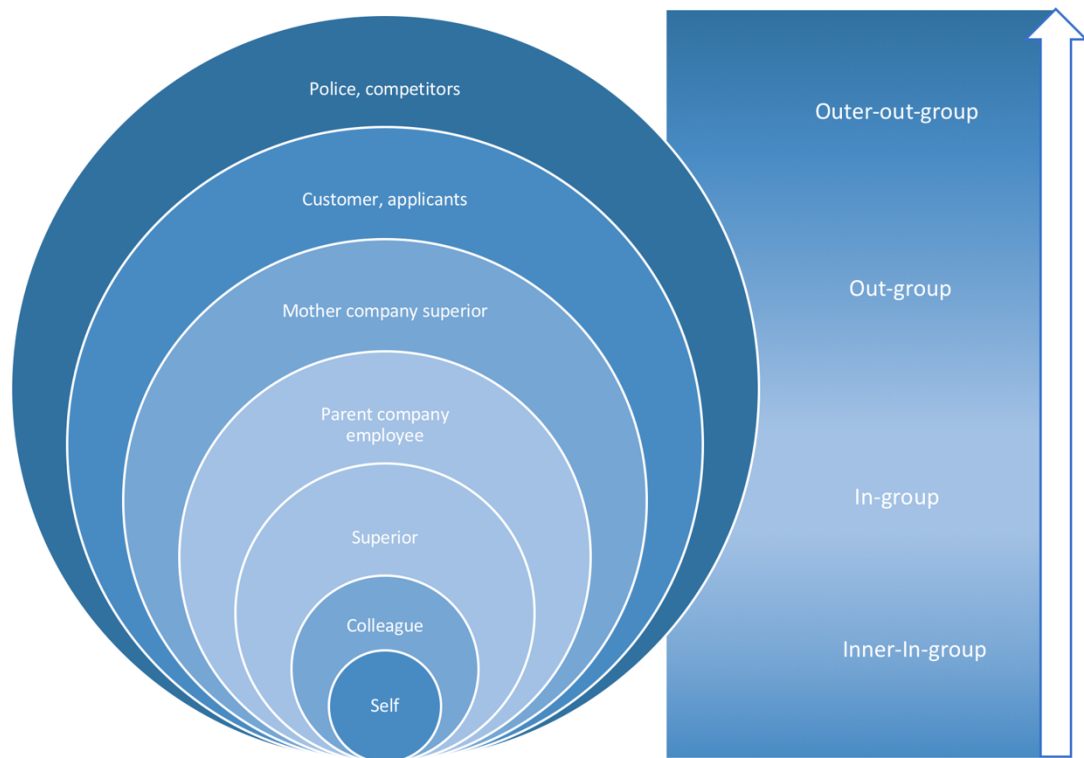 Police, competitors
Customer, applicants
Mother company superior
Parent company
employee
Superior
Colleague
Self
Outer-out-group
Out-group
In-group
Inner-In-group